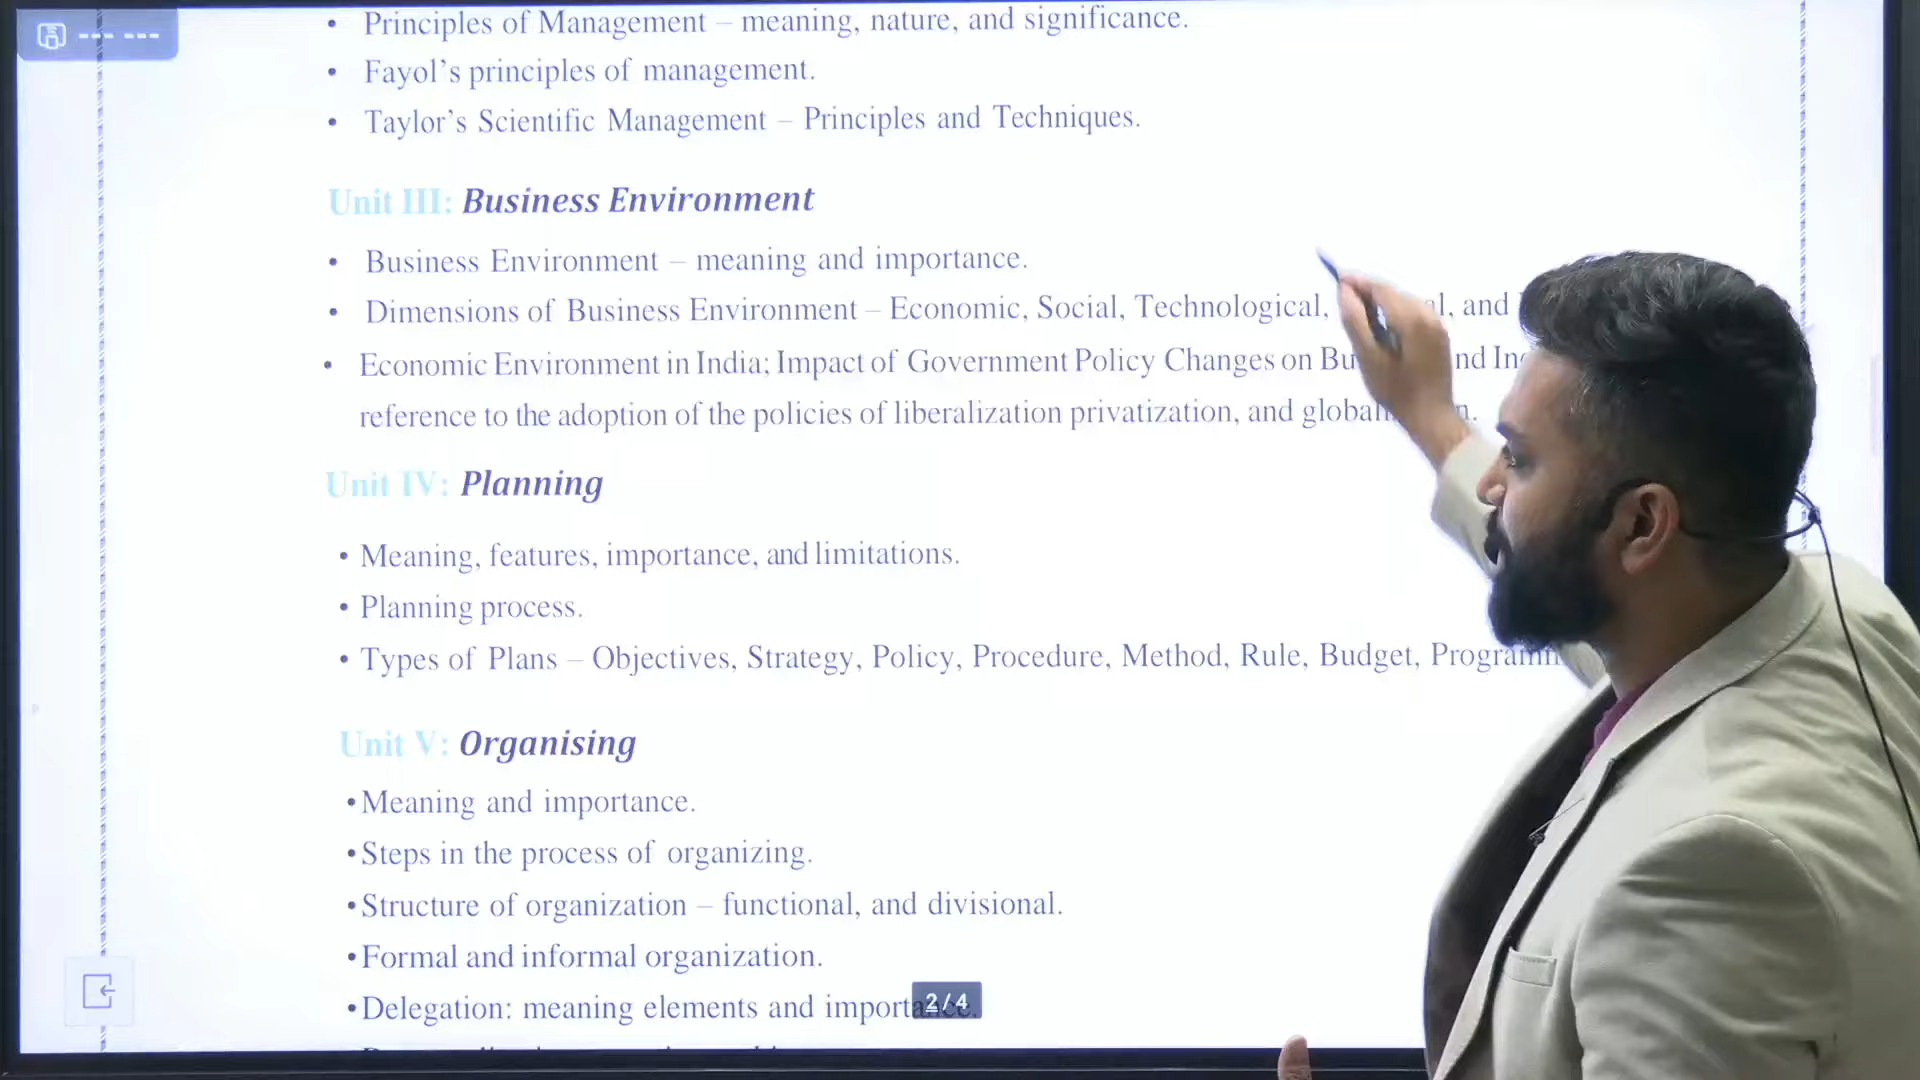 • Principles of Management – meaning, nature, and significance.
• Fayol's principles of management.
• Taylor's Scientific Management – Principles and Techniques.
Unit III: Business Environment
• Business Environment – meaning and importance.
• Dimensions of Business Environment – Economic, Social, Technological, and
• Economic Environment in India; Impact of Government Policy Changes on
reference to the adoption of the policies of liberalization privatization, and
Unit IV: Planning
• Meaning, features, importance, and limitations.
• Planning process.
• Types of Plans – Objectives, Strategy, Policy, Procedure, Method, Rule, Budget,
Unit V: Organising
• Meaning and importance.
• Steps in the process of organizing.
• Structure of organization – functional, and divisional.
• Formal and informal organization.
• Delegation: meaning elements and
2/4